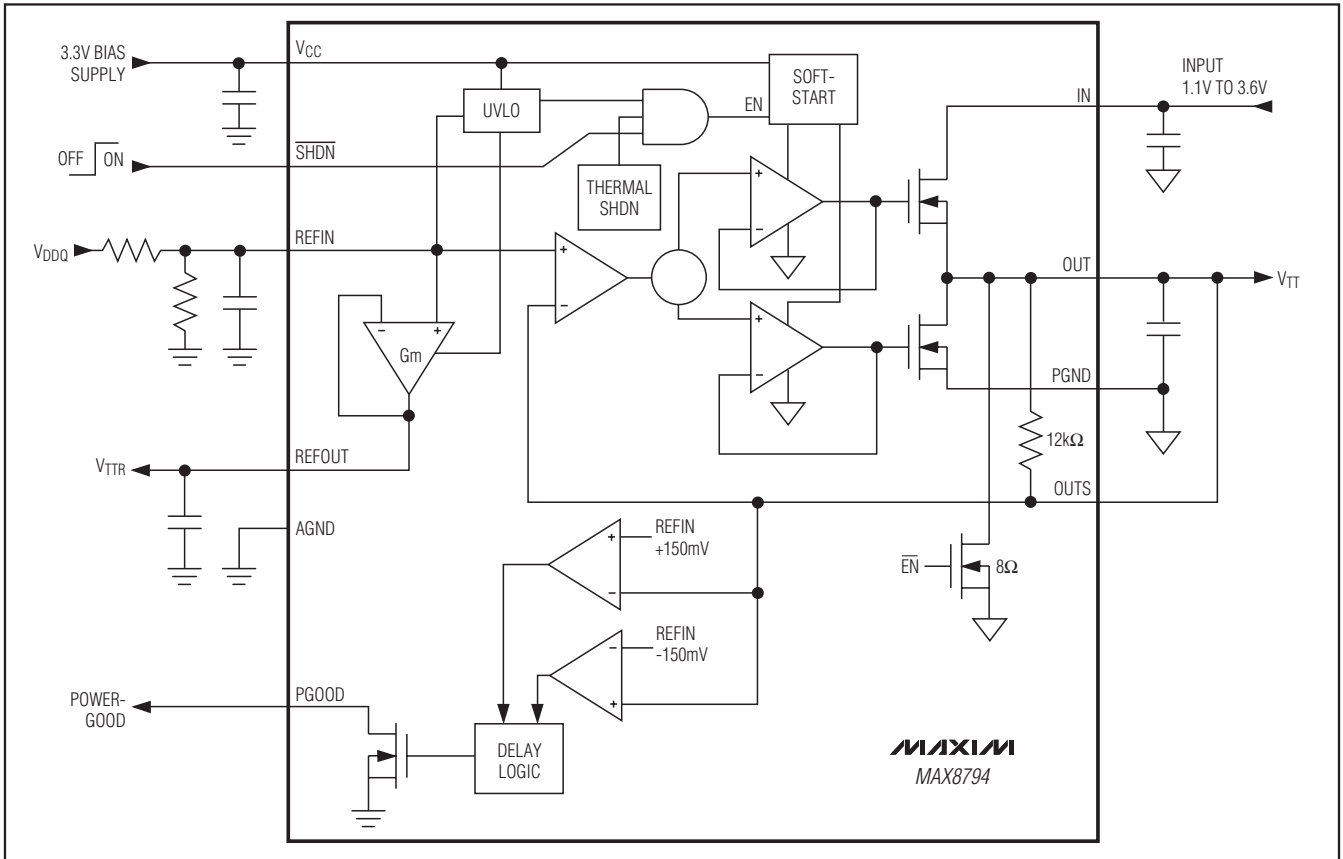 3.3V BIAS
SUPPLY
VCC
SOFT-
START
INPUT
1.1V TO 3.6V
IN
UVLO
EN
OFF
ON
SHDN
THERMAL
SHDN
+
-
VDDQ
REFIN
+
-
OUT
VTT
-
+
Gm
+
-
PGND
12kΩ
VTTR
REFOUT
OUTS
AGND
+
REFIN
+150mV
-
EN
8Ω
-
REFIN
-150mV
+
POWER-
GOOD
PGOOD
DELAY
LOGIC
MAXIM
MAX8794